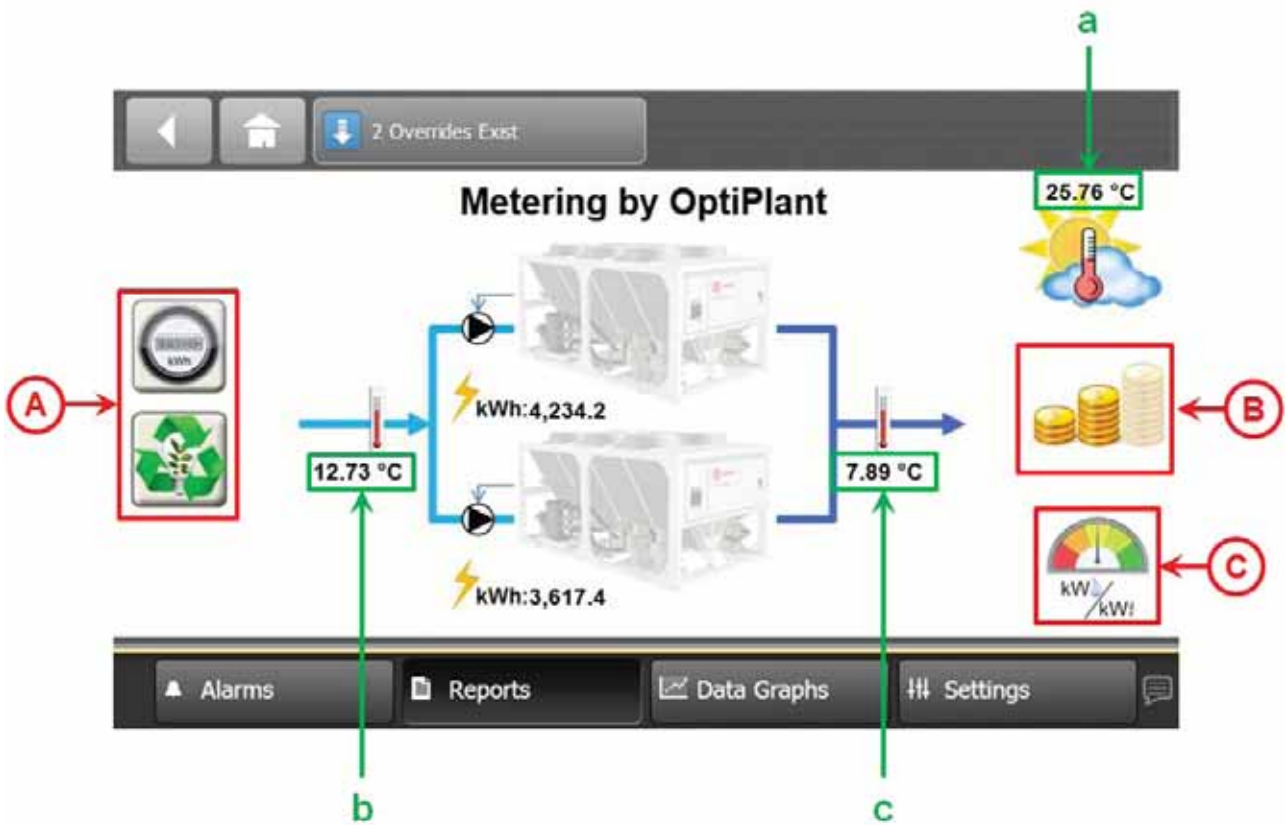 a
2 Overrides Exist
25.76 °C
Metering by OptiPlant
kWh
A
B
kWh:4,234.2
12.73 °C
7.89 °C
C
kW
/kW
kWh:3,617.4
Alarms
Reports
Data Graphs
Settings
b
c